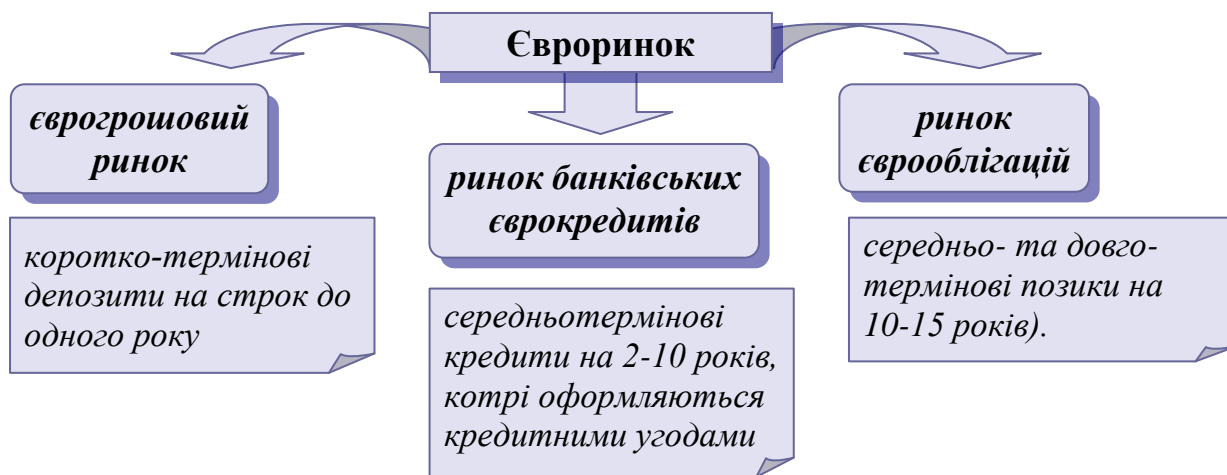 Євроринок
єврогрошовий
ринок
коротко-термінові
депозити на строк до
одного року
ринок банківських
єврокредитів
середньотермінові
кредити на 2-10 років,
котрі оформляються
кредитними угодами
ринок
єврооблігацій
середньо- та довго-
термінові позики на
10-15 років).